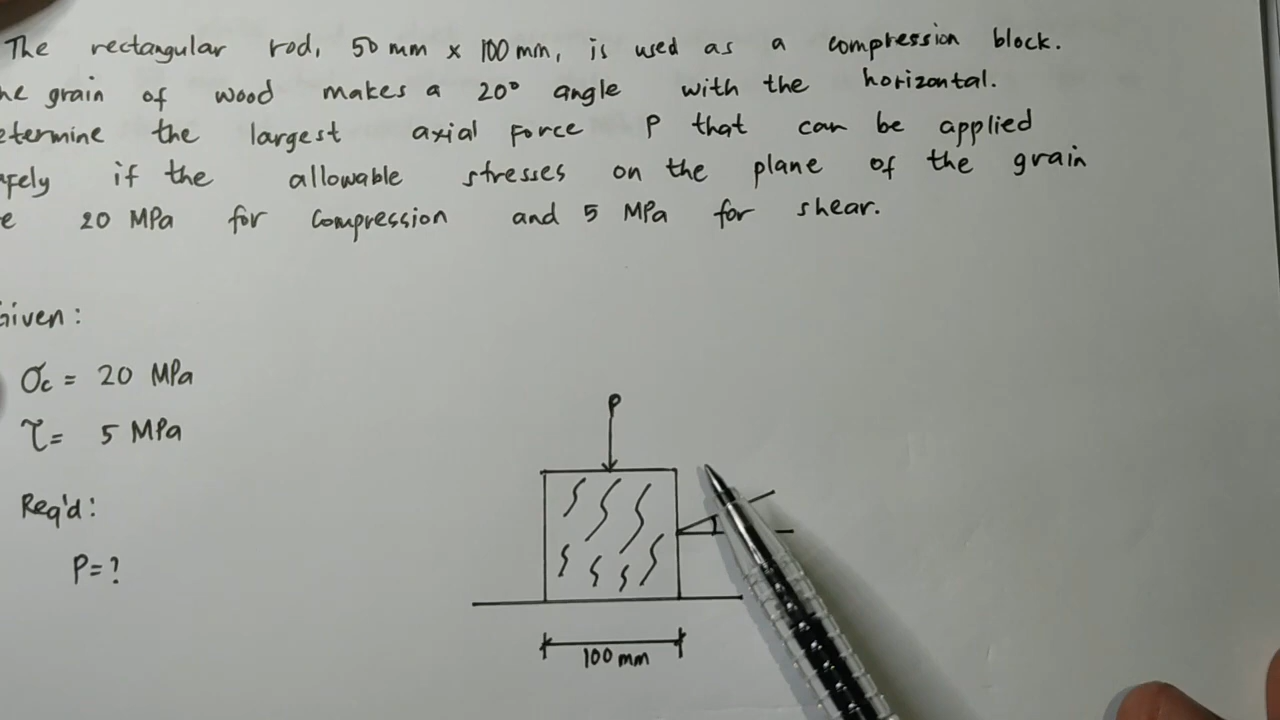 The rectangular rod, 50 mm x 100 mm, is used as a compression block.
he grain of wood makes a 20° angle with the horizontal.
etermine the largest axial force P that can be applied
afely if the allowable stresses on the plane of the grain
e 20 MPa for compression and 5 MPa for shear.
Given:
σc = 20 MPa
τ = 5 MPa
Req'd:
P = ?
P
100 mm